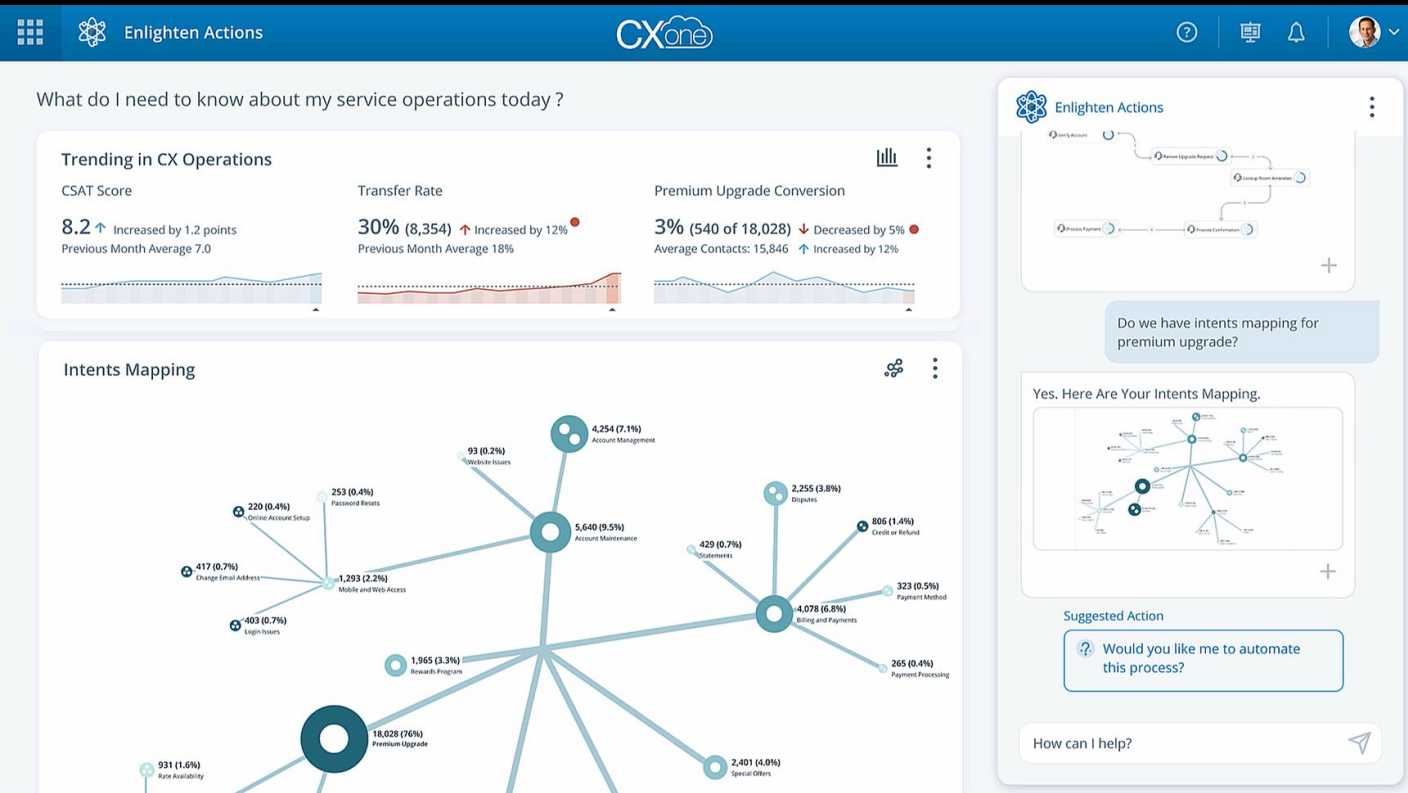 Enlighten Actions
CXone
?
What do I need to know about my service operations today ?
Trending in CX Operations
CSAT Score
8.2 ↑ Increased by 1.2 points
Previous Month Average 7.0
Transfer Rate
30% (8,354) ↑ Increased by 12%
Previous Month Average 18%
Premium Upgrade Conversion
3% (540 of 18,028) ↓ Decreased by 5%
Average Contacts: 15,846 ↑ Increased by 12%
Intents Mapping
4,254 (7.1%)
Account Management
93 (0.2%)
Website Issues
253 (0.4%)
Password Resets
220 (0.4%)
Online Account Setup
5,640 (9.5%)
Account Maintenance
417 (0.7%)
Change Email Address
1,293 (2.2%)
Mobile and Web Access
403 (0.7%)
Login Issues
2,255 (3.8%)
Disputes
806 (1.4%)
Credit or Refund
429 (0.7%)
Statements
323 (0.5%)
Payment Method
4,078 (6.8%)
Billing and Payments
265 (0.4%)
Payment Processing
1,965 (3.3%)
Rewards Program
18,028 (76%)
Premium Upgrade
931 (1.6%)
Rate Availability
2,401 (4.0%)
Special Offers
Enlighten Actions
Verify Account
Review Upgrade Request
Lookup Room Amenities
Process Payment
Provide Confirmation
Do we have intents mapping for
premium upgrade?
Yes. Here Are Your Intents Mapping.
Suggested Action
? Would you like me to automate
this process?
How can I help?